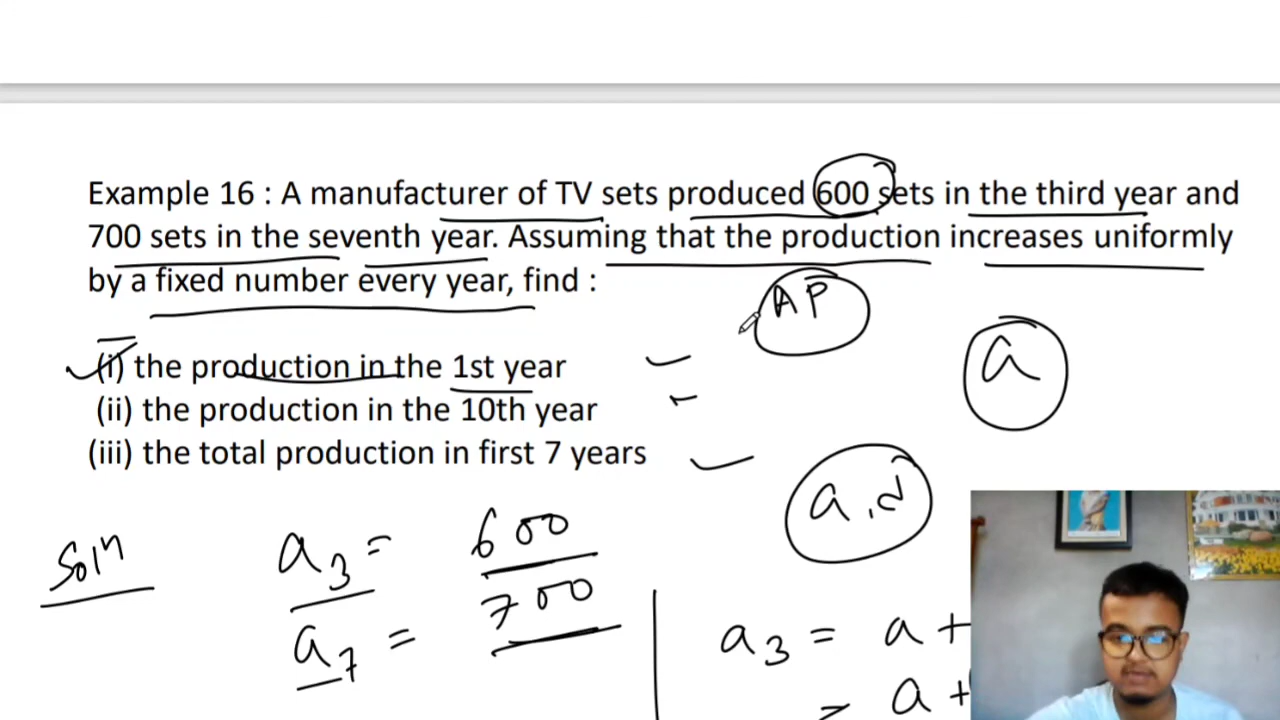 Example 16 : A manufacturer of TV sets produced 600 sets in the third year and
700 sets in the seventh year. Assuming that the production increases uniformly
by a fixed number every year, find :
AP
(i) the production in the 1st year
a
(ii) the production in the 10th year
(iii) the total production in first 7 years
a, d
Soln
a3 = 600
a7 = 700
a3 = a +
= a +